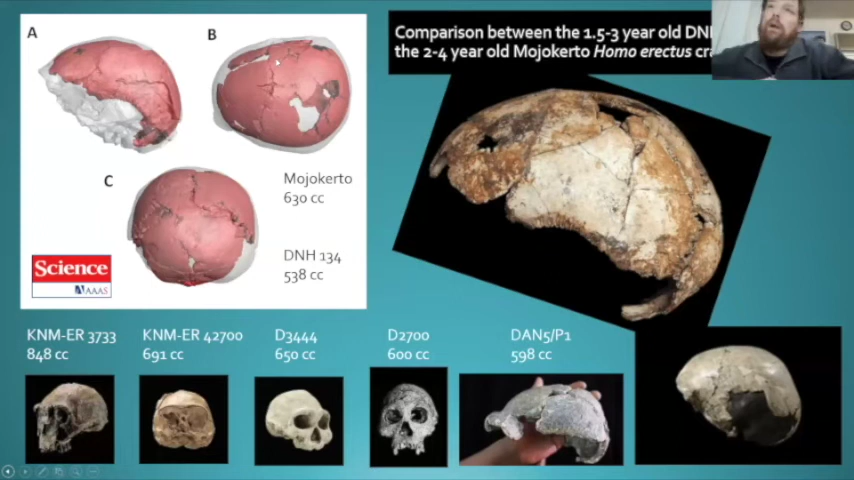 A
B
C
Mojokerto
630 cc
DNH 134
538 cc
Science
AAAS
Comparison between the 1.5-3 year old DN
the 2-4 year old Mojokerto Homo erectus cra
KNM-ER 3733
848 cc
KNM-ER 42700
691 cc
D3444
650 cc
D2700
600 cc
DAN5/P1
598 cc